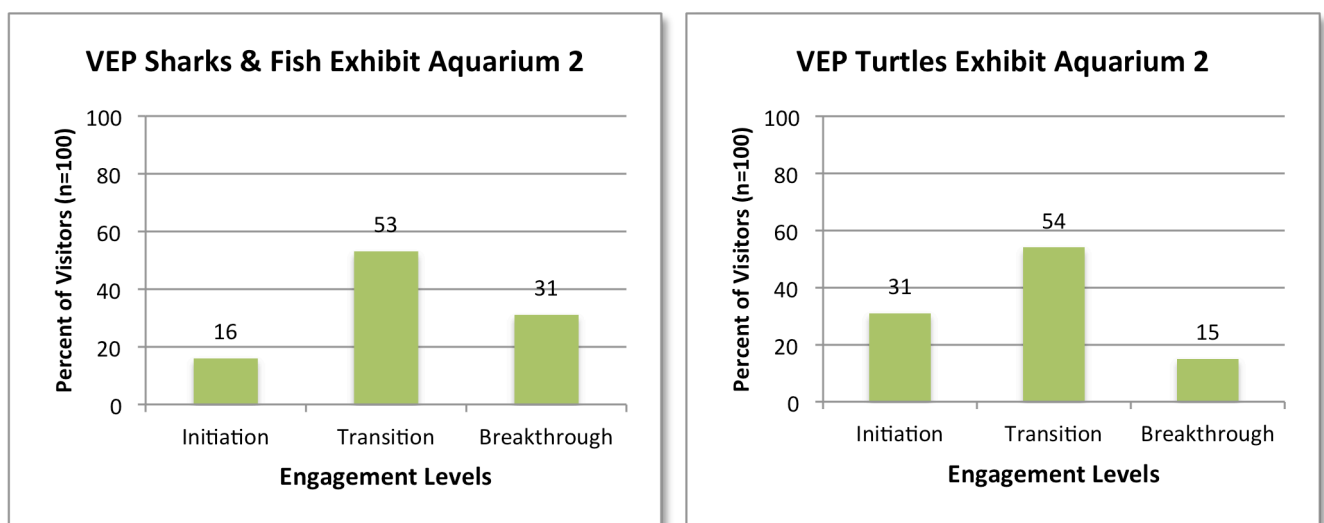 VEP Sharks & Fish Exhibit Aquarium 2
Percent of Visitors (n=100)
100
80
60
40
20
0
16
53
31
Initiation
Transition
Breakthrough
Engagement Levels
VEP Turtles Exhibit Aquarium 2
Percent of Visitors (n=100)
100
80
60
40
20
0
31
54
15
Initiation
Transition
Breakthrough
Engagement Levels